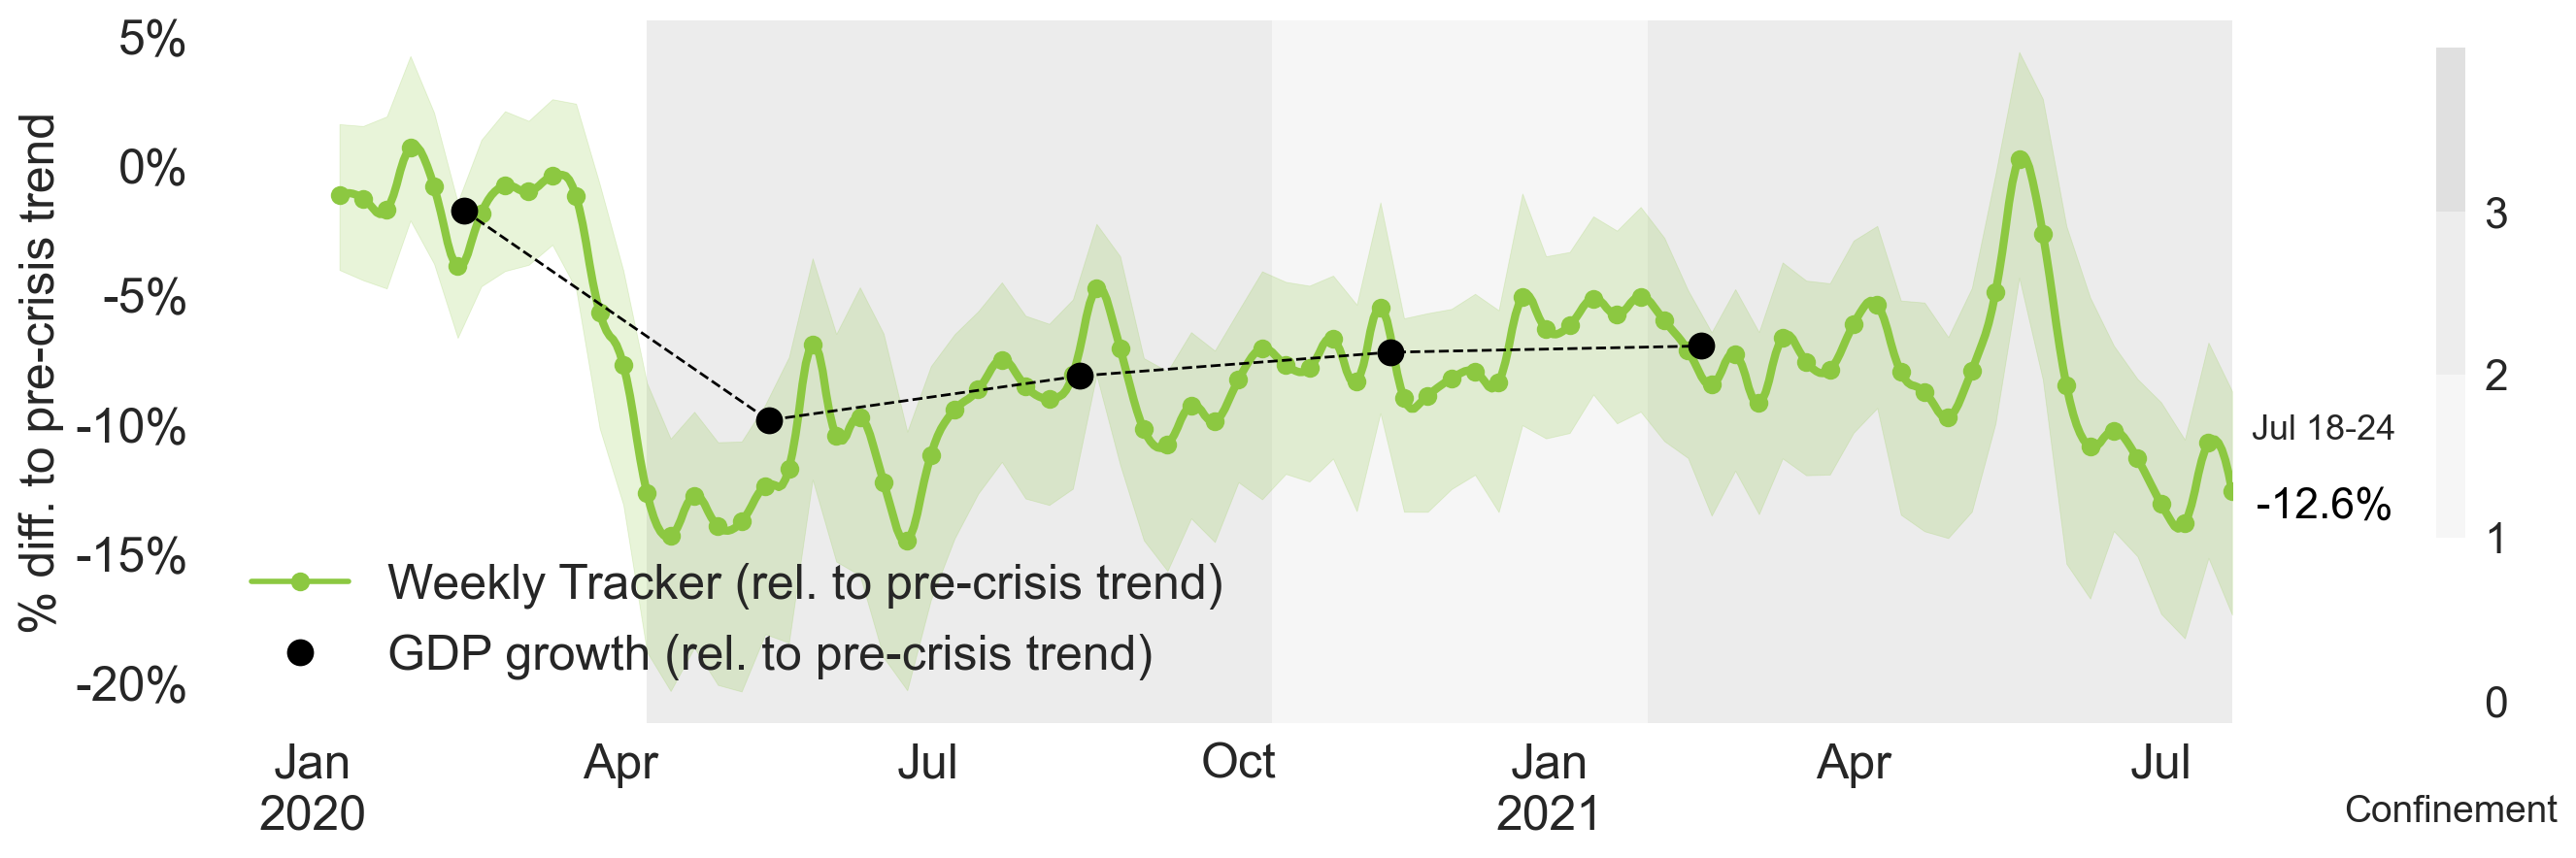 % diff. to pre-crisis trend
5%
0%
-5%
-10%
-15%
-20%
Weekly Tracker (rel. to pre-crisis trend)
GDP growth (rel. to pre-crisis trend)
Jan
2020
Apr
Jul
Oct
Jan
2021
Apr
Jul
Jul 18-24
-12.6%
3
2
1
0
Confinement